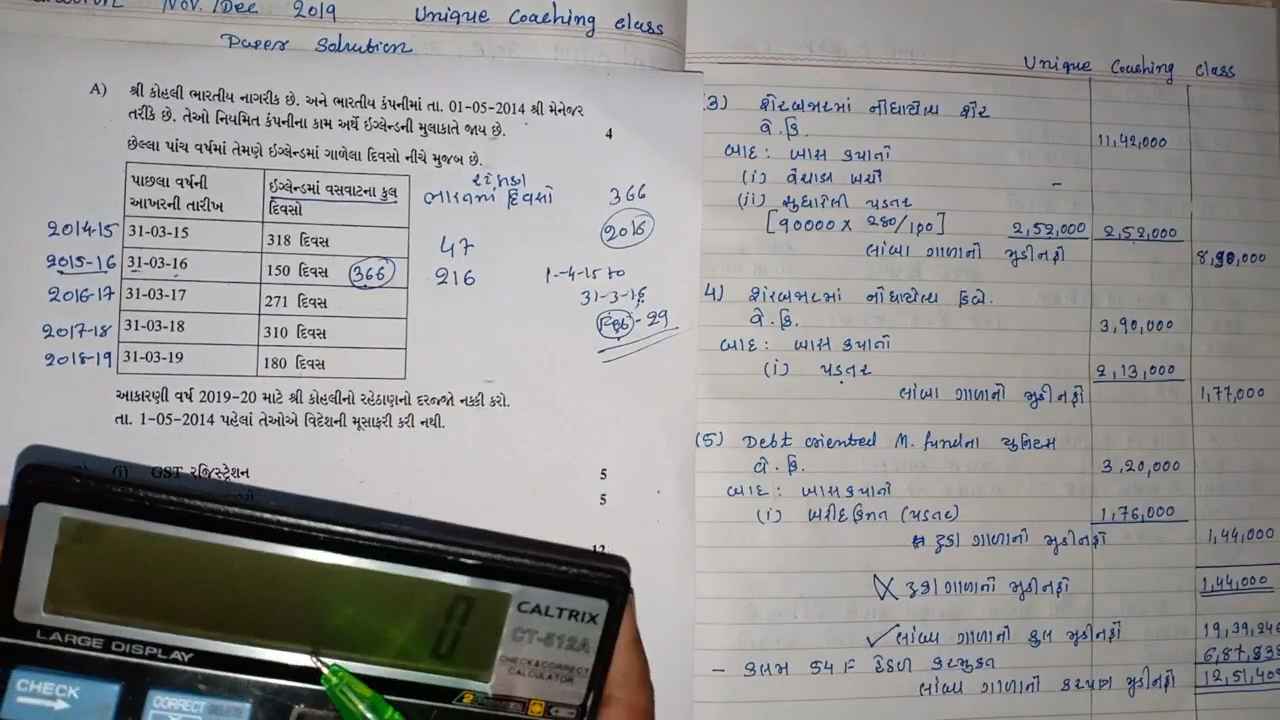 Nov. /Dec 2019 Unique Coaching class
Paper Solution
A) શ્રી કોહલી ભારતીય નાગરીક છે. અને ભારતીય કંપનીમાં તા. 01-05-2014 શ્રી મેનેજર
તરીકે છે. તેઓ નિયમિત કંપનીના કામ અર્થે ઈંગ્લેન્ડની મુલાકાતે જાય છે. 4
છેલ્લા પાંચ વર્ષમાં તેમણે ઈંગ્લેન્ડમાં ગાળેલા દિવસો નીચે મુજબ છે.
પાછલા વર્ષની
આખરની તારીખ
ઈંગ્લેન્ડમાં વસવાટના કુલ
દિવસો
ભારતમાં દિવસો 366
2016
2014-15 31-03-15 318 દિવસ 47
2015-16 31-03-16 150 દિવસ 366 216
1-4-15 to
31-3-16
29
2016-17 31-03-17 271 દિવસ
2017-18 31-03-18 310 દિવસ
2018-19 31-03-19 180 દિવસ
આકારણી વર્ષ 2019-20 માટે શ્રી કોહલીનો રહેઠાણનો દરજ્જો નક્કી કરો.
તા. 1-05-2014 પહેલાં તેઓએ વિદેશની મૂસાફરી કરી નથી.
(i) GST રજિસ્ટ્રેશન 5
5
12
CALTRIX
CT-512A
CHECK&CORRECT
CALCULATOR
LARGE DISPLAY
CHECK
CORRECT
Unique Coaching class
(3) શેરબજારમાં નોંધાયેલા શેર
વે. કિં. 11,42,000
બાદ: ખાસ કપાતો
(i) વેચાણ ખર્ચ -
(ii) સુધારેલી પડતર
[90000 x 280/100] 2,52,000 2,52,000
લાંબા ગાળાનો મુડીનફો 8,90,000
4) શેરબજારમાં નોંધાયેલા ડિબે.
વે. કિં. 3,90,000
બાદ: ખાસ કપાતો
(i) પડતર 2,13,000
લાંબા ગાળાનો મુડીનફો 1,77,000
(5) Debt oriented M. fundના યુનિટસ
વે. કિં. 3,20,000
બાદ: ખાસ કપાતો
(i) ખરીદકિંમત (પડતર) 1,76,000
ટુકા ગાળાનો મુડીનફો 1,44,000
ટુકા ગાળાનો મુડીનફો 1,44,000
લાંબા ગાળાનો કુલ મુડીનફો
- કલમ 54F હેઠળ કરમુક્ત
લાંબા ગાળાનો કરપાત્ર મુડીનફો